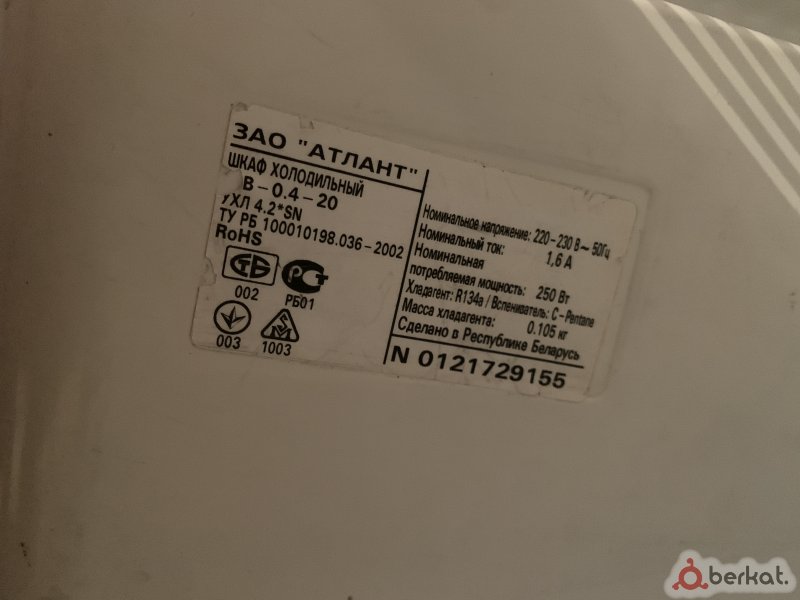 ЗАО "АТЛАНТ"
ШКАФ ХОЛОДИЛЬНЫЙ
В-0.4-20
УХЛ 4.2*SN
ТУ РБ 100010198.036-2002
RoHS
СТБ
002
РСТ
РБ01
003
1003
Номинальное напряжение: 220-230 В ~ 50Гц
Номинальный ток: 1,6 А
Номинальная
потребляемая мощность: 250 Вт
Хладагент: R134a / Вспениватель: C-Pentane
Масса хладагента: 0.105 кг
Сделано в Республике Беларусь
N 0121729155
berkat.